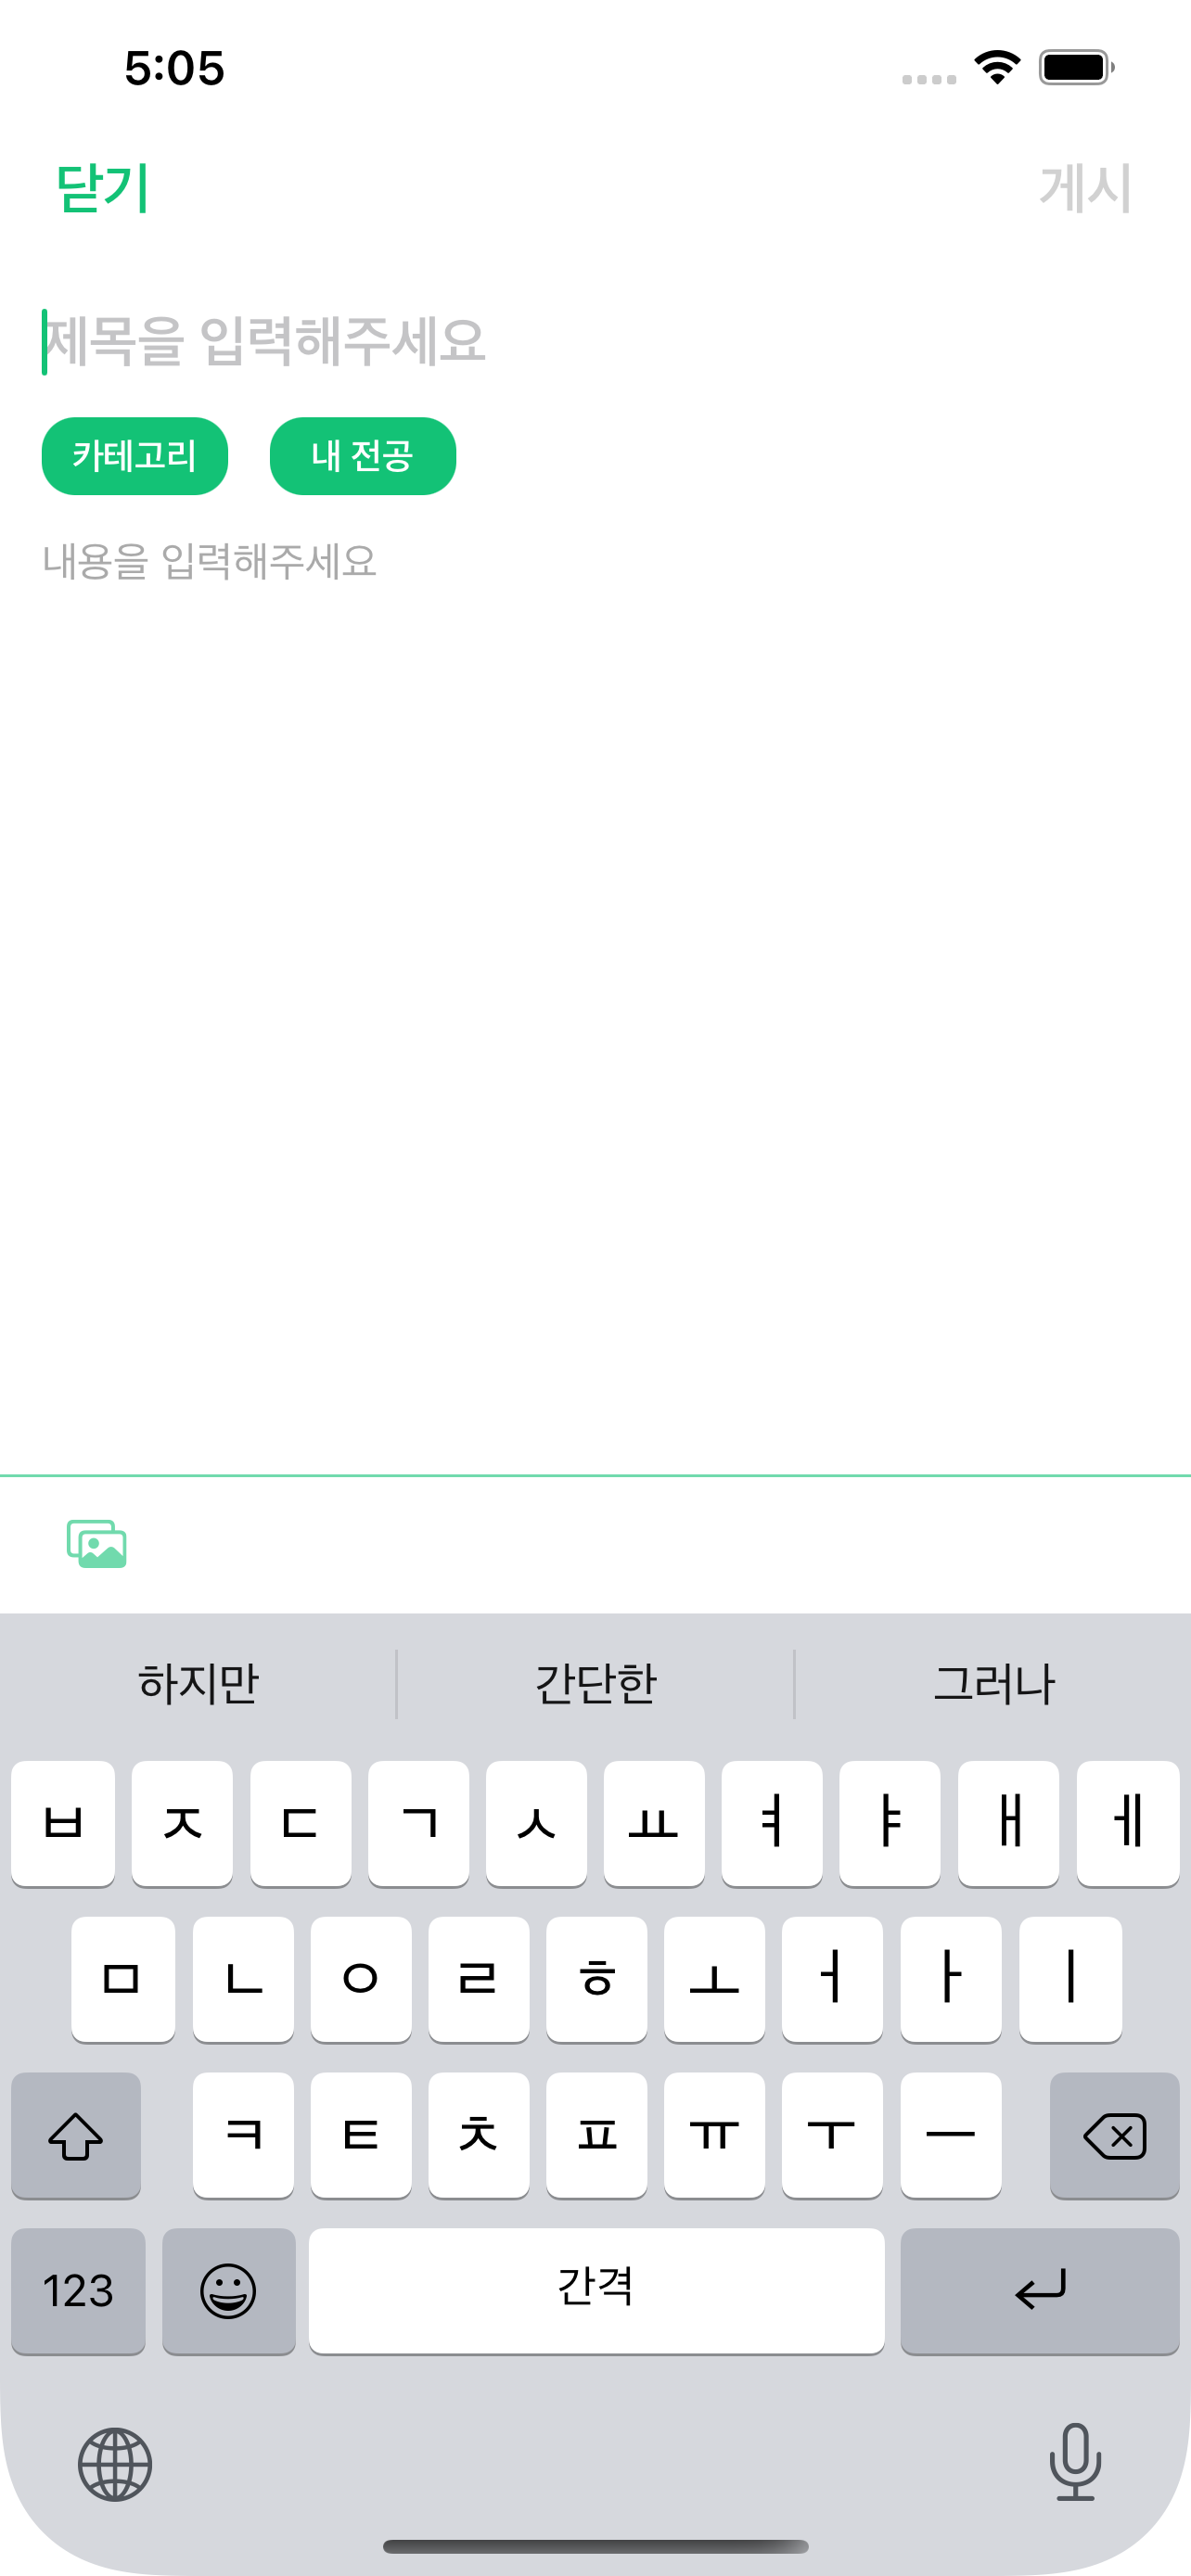 5:05
닫기 게시
제목을 입력해주세요
카테고리 내 전공
내용을 입력해주세요
하지만 간단한 그러나
ㅂ ㅈ ㄷ ㄱ ㅅ ㅛ ㅕ ㅑ ㅐ ㅔ
ㅁ ㄴ ㅇ ㄹ ㅎ ㅗ ㅓ ㅏ ㅣ
ㅋ ㅌ ㅊ ㅍ ㅠ ㅜ ㅡ
123 간격